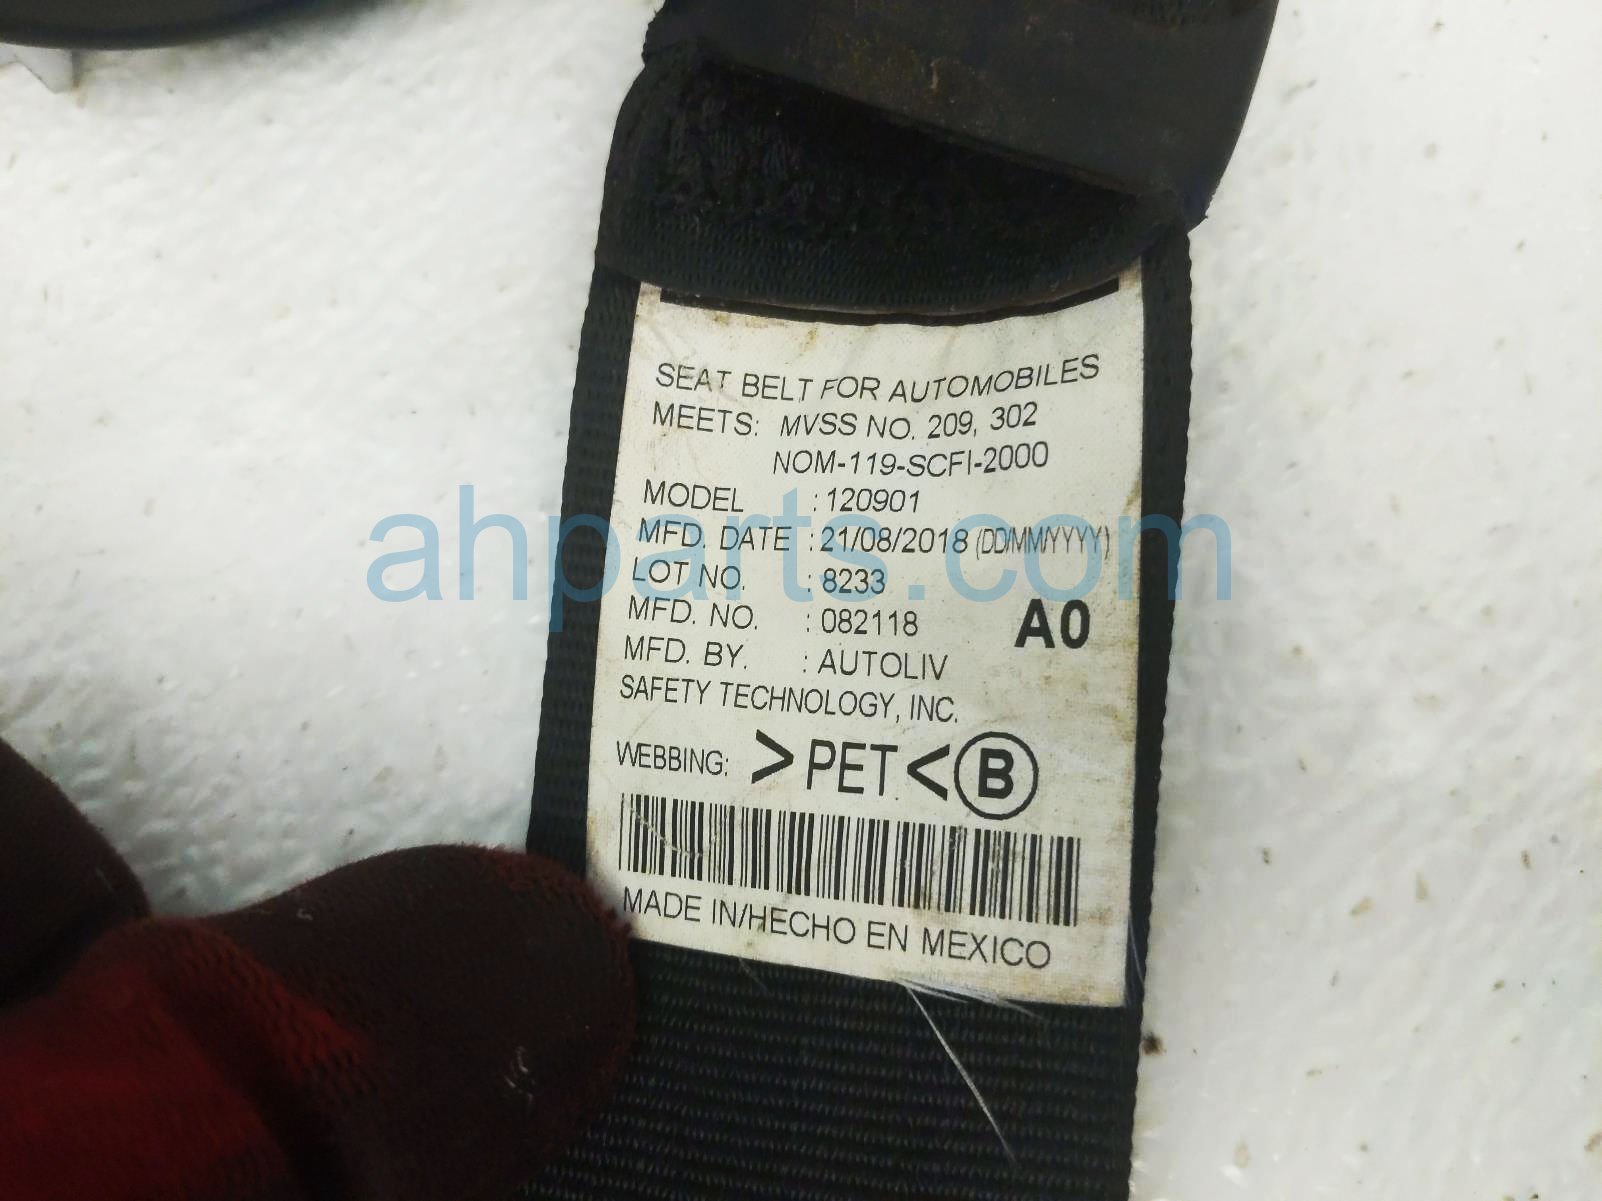 SEAT BELT FOR AUTOMOBILES
MEETS: MVSS NO. 209, 302
NOM-119-SCFI-2000
MODEL : 120901
MFD. DATE : 21/08/2018 (DD/MM/YYYY)
LOT NO. : 8233
MFD. NO. : 082118
A0
MFD. BY. : AUTOLIV
SAFETY TECHNOLOGY, INC.
WEBBING: >PET< B
MADE IN/HECHO EN MEXICO
ahparts.com